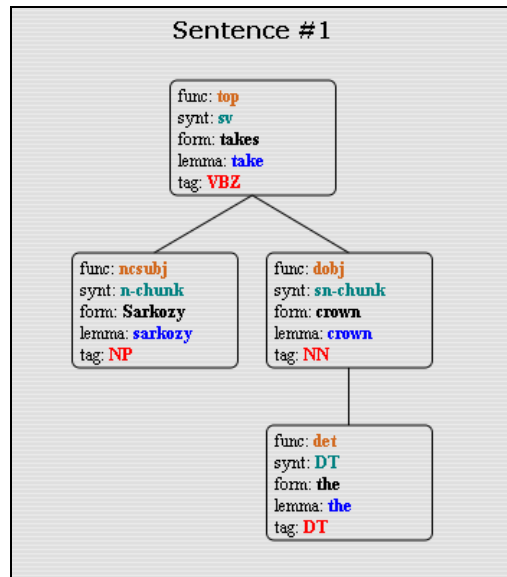 Sentence #1
func: top
synt: sv
form: takes
lemma: take
tag: VBZ
func: ncsubj
synt: n-chunk
form: Sarkozy
lemma: sarkozy
tag: NP
func: dobj
synt: sn-chunk
form: crown
lemma: crown
tag: NN
func: det
synt: DT
form: the
lemma: the
tag: DT